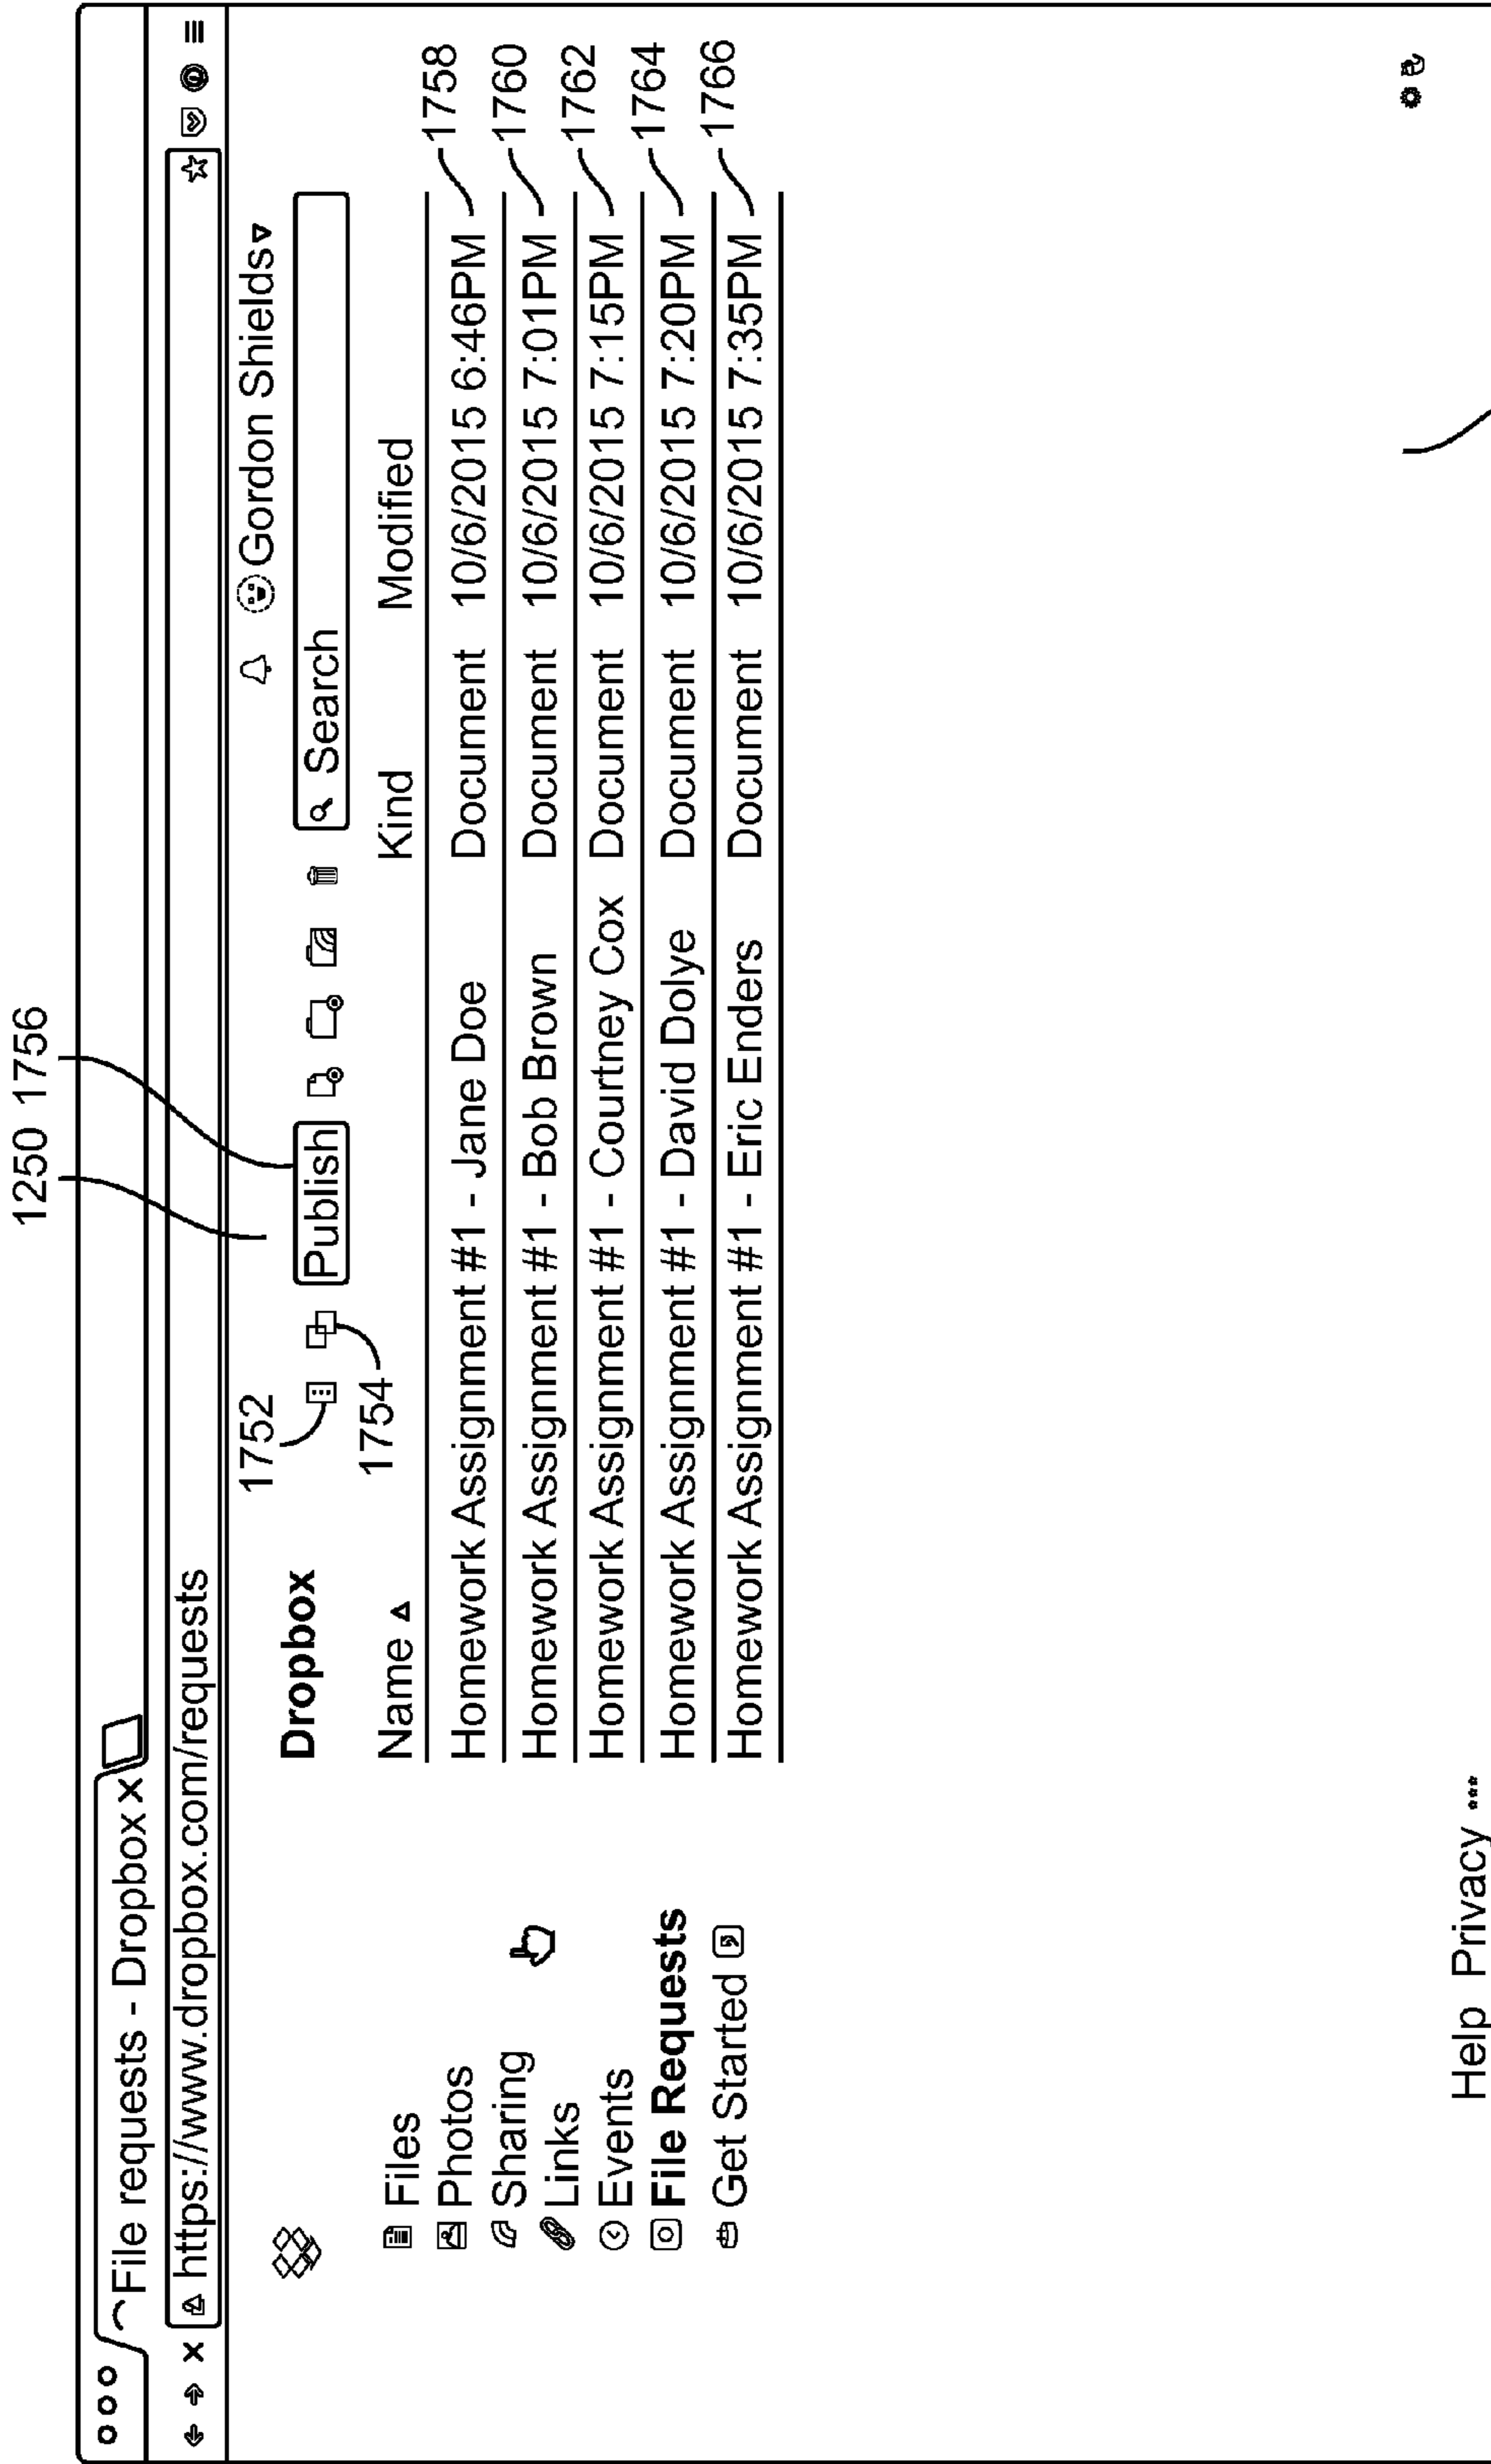 1250 1756
File requests - Dropbox x
https://www.dropbox.com/requests
Gordon Shields
1752
Dropbox
Publish
Search
1754
Name Kind Modified
Homework Assignment #1 - Jane Doe Document 10/6/2015 6:46PM 1758
Homework Assignment #1 - Bob Brown Document 10/6/2015 7:01PM 1760
Homework Assignment #1 - Courtney Cox Document 10/6/2015 7:15PM 1762
Homework Assignment #1 - David Dolye Document 10/6/2015 7:20PM 1764
Homework Assignment #1 - Eric Enders Document 10/6/2015 7:35PM 1766
Files
Photos
Sharing
Links
Events
File Requests
Get Started
Help Privacy